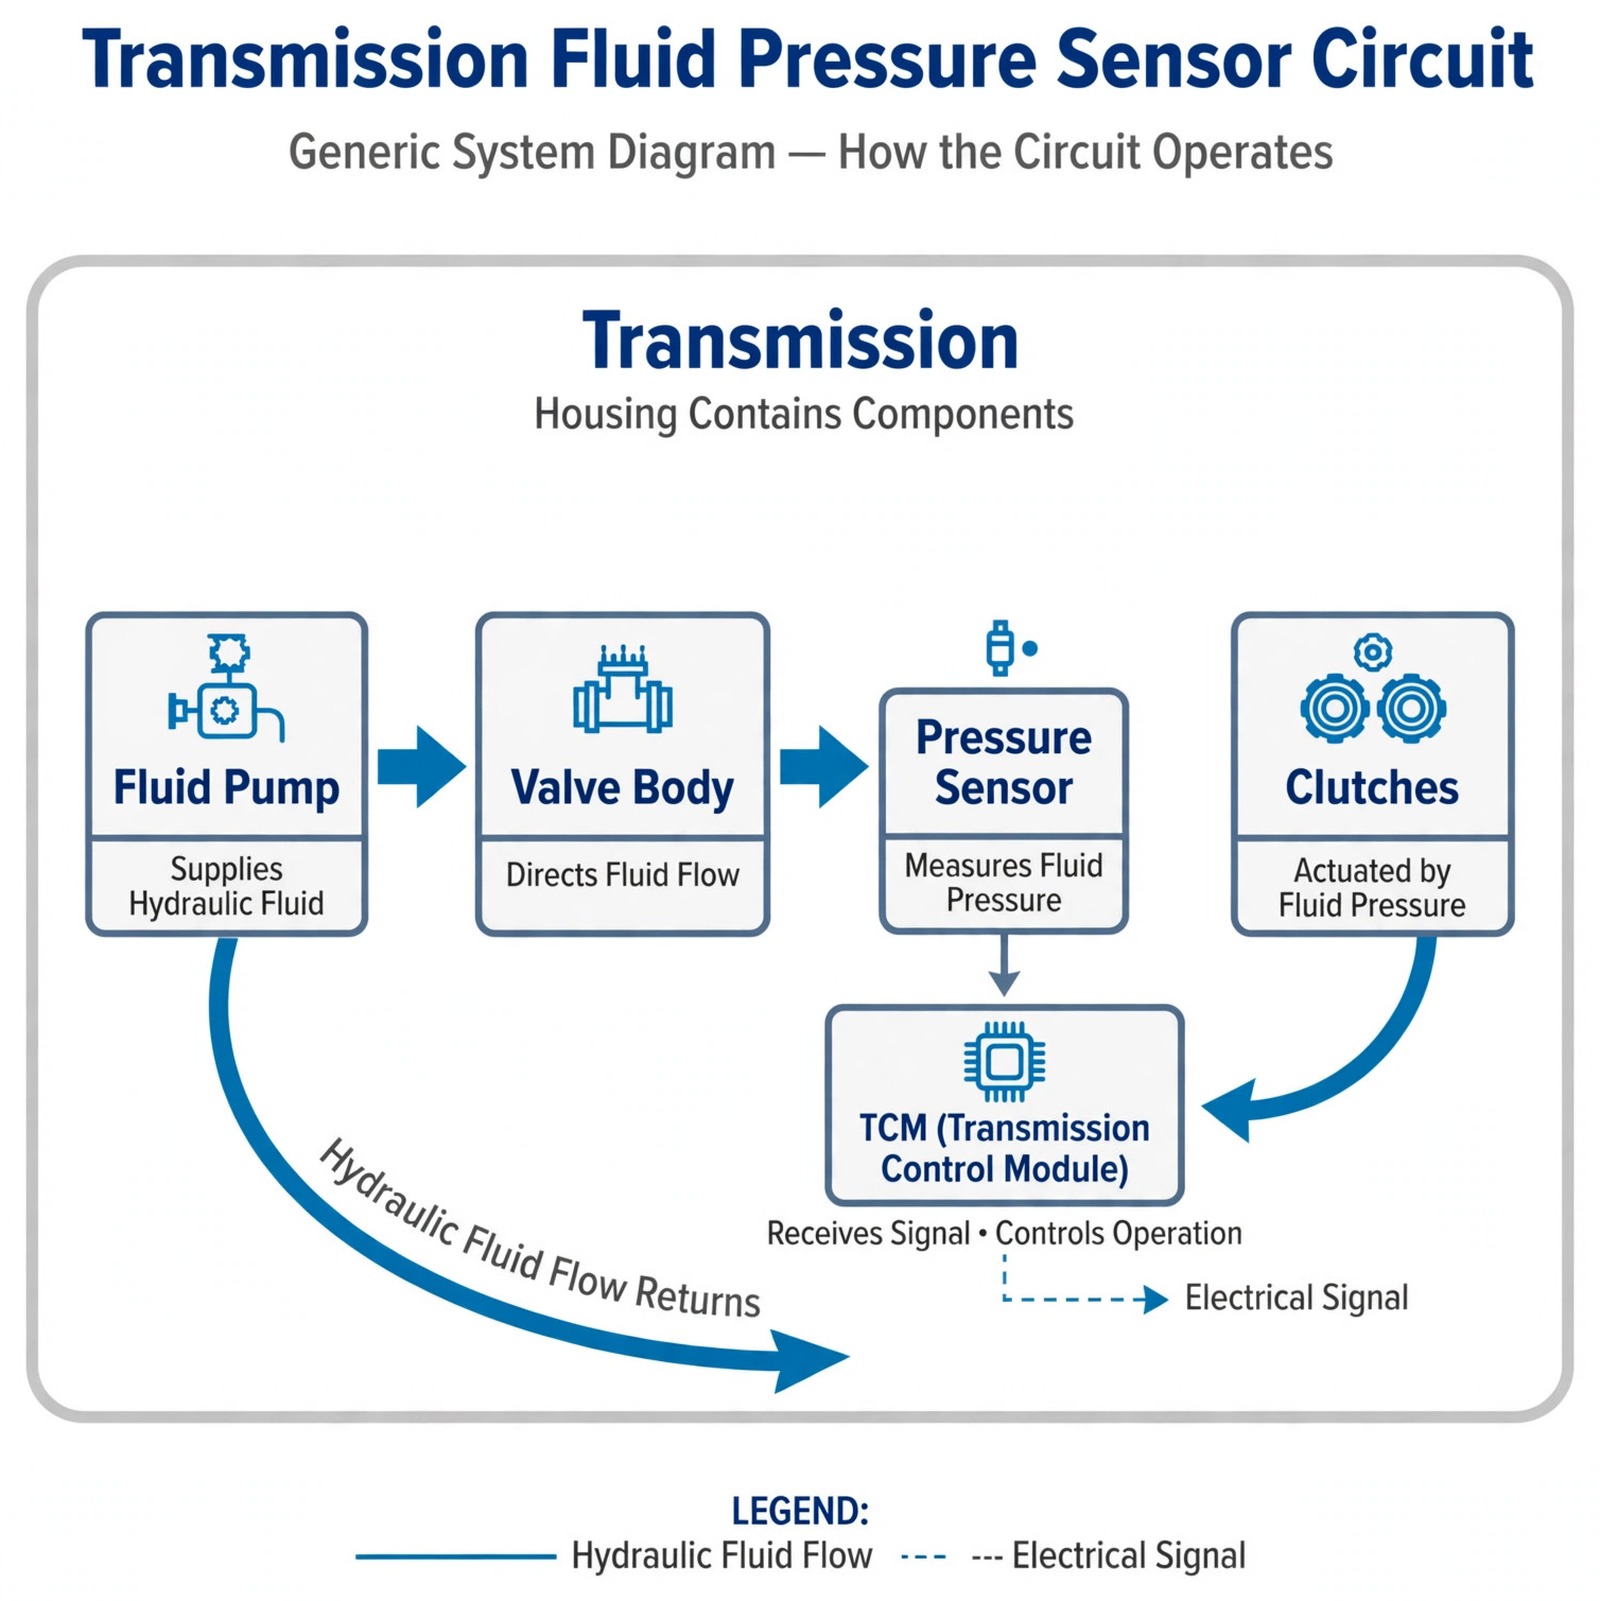 Transmission Fluid Pressure Sensor Circuit
Generic System Diagram — How the Circuit Operates
Transmission
Housing Contains Components
Fluid Pump
Supplies
Hydraulic Fluid
Valve Body
Directs Fluid Flow
Pressure
Sensor
Measures Fluid
Pressure
Clutches
Actuated by
Fluid Pressure
TCM (Transmission
Control Module)
Receives Signal • Controls Operation
Electrical Signal
Hydraulic Fluid Flow Returns
LEGEND:
Hydraulic Fluid Flow
--- Electrical Signal